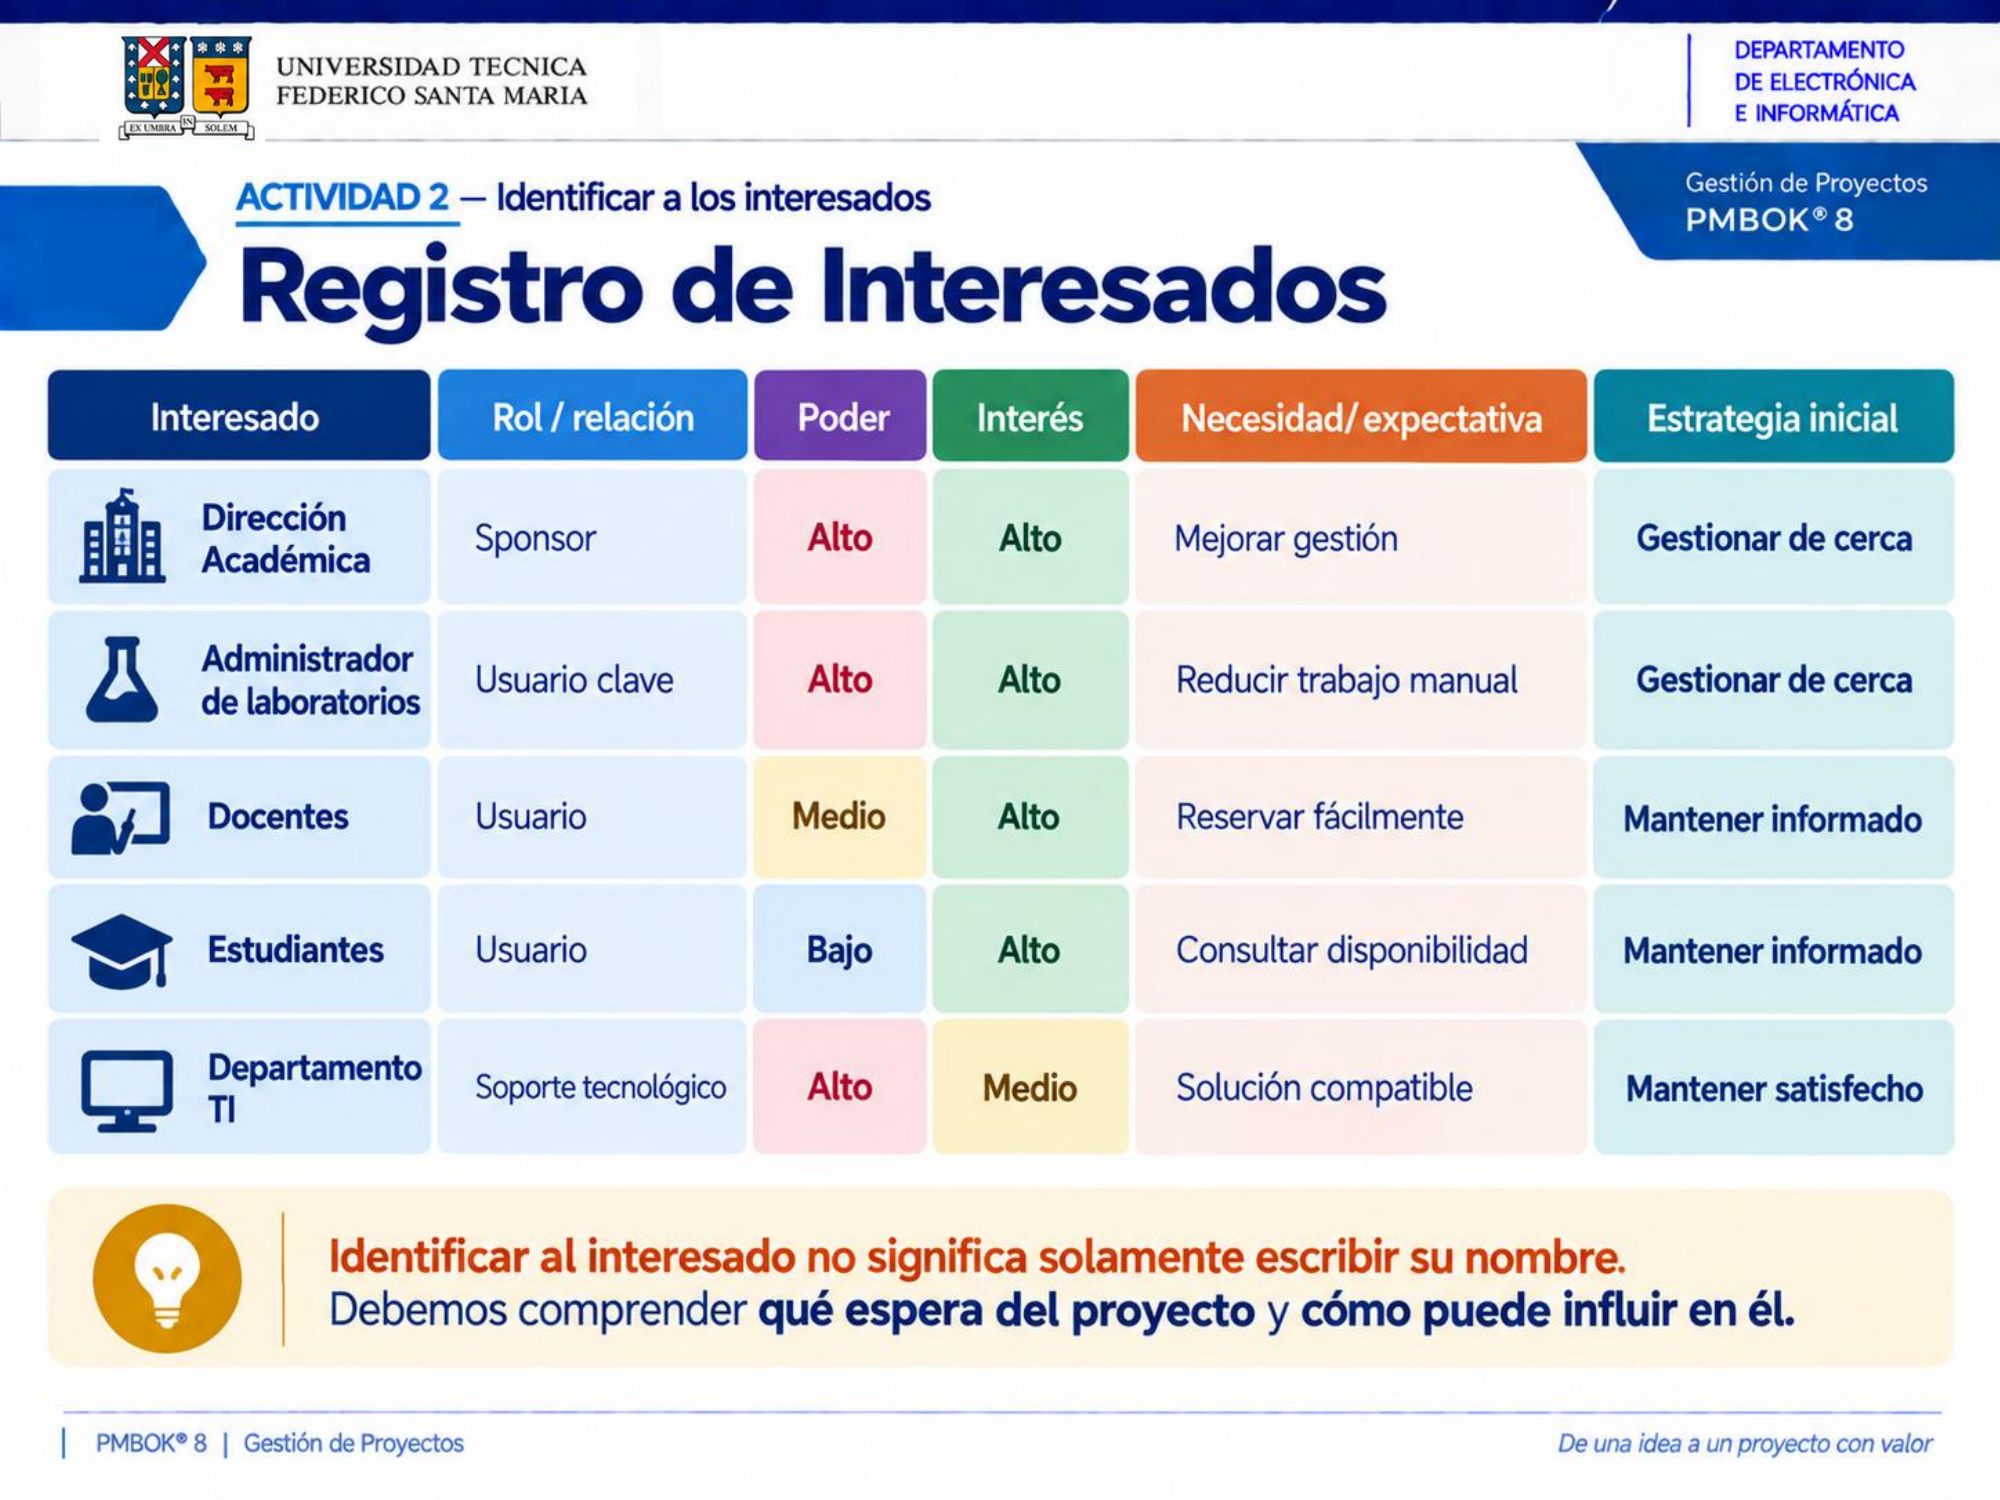 UNIVERSIDAD TECNICA
FEDERICO SANTA MARIA
EX UMBRA IN SOLEM
DEPARTAMENTO
DE ELECTRÓNICA
E INFORMÁTICA
Gestión de Proyectos
PMBOK® 8
ACTIVIDAD 2 – Identificar a los interesados
Registro de Interesados
Interesado Rol / relación Poder Interés Necesidad/ expectativa Estrategia inicial
Dirección
Académica
Sponsor Alto Alto Mejorar gestión Gestionar de cerca
Administrador
de laboratorios
Usuario clave Alto Alto Reducir trabajo manual Gestionar de cerca
Docentes Usuario Medio Alto Reservar fácilmente Mantener informado
Estudiantes Usuario Bajo Alto Consultar disponibilidad Mantener informado
Departamento
TI
Soporte tecnológico Alto Medio Solución compatible Mantener satisfecho
Identificar al interesado no significa solamente escribir su nombre.
Debemos comprender qué espera del proyecto y cómo puede influir en él.
PMBOK® 8 | Gestión de Proyectos
De una idea a un proyecto con valor